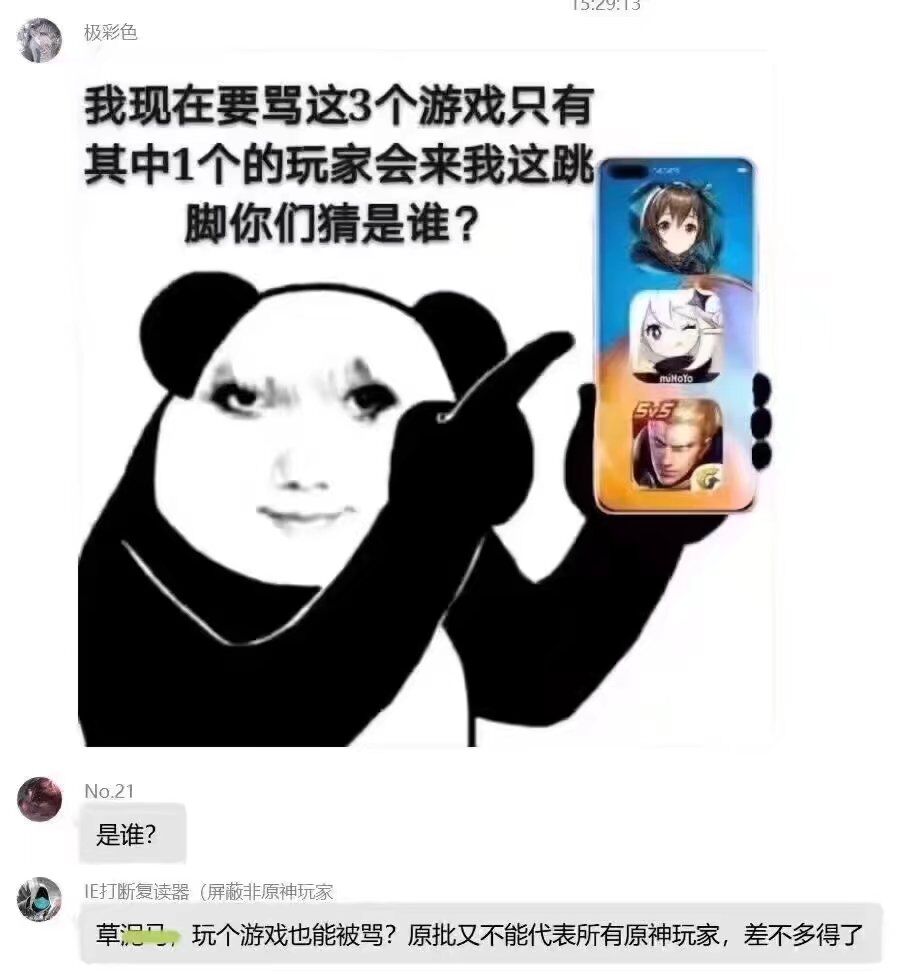 15:29:13
极彩色
我现在要骂这3个游戏只有
其中1个的玩家会来我这跳
脚你们猜是谁？
miHoYo
5v5
No.21
是谁？
IE打断复读器（屏蔽非原神玩家
草泥马，玩个游戏也能被骂？原批又不能代表所有原神玩家，差不多得了